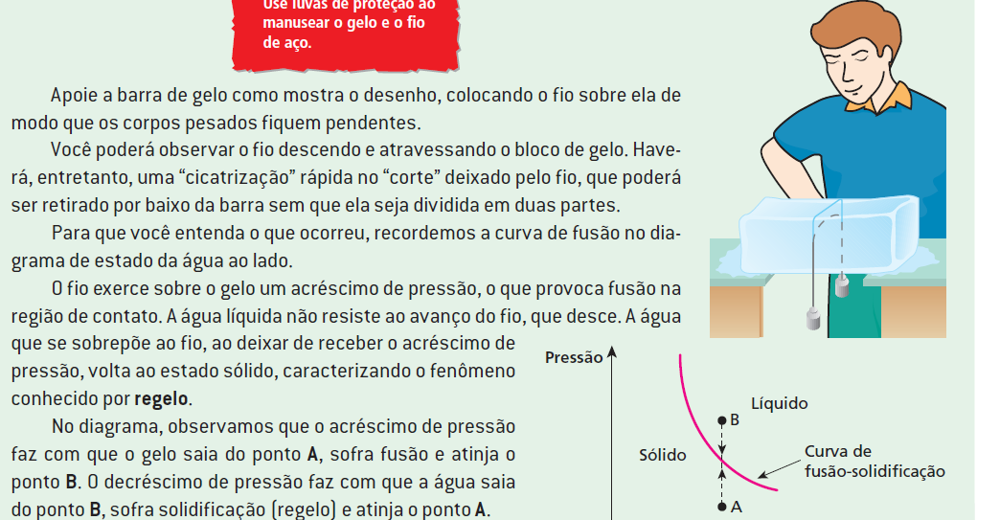 Use luvas de proteção ao
manusear o gelo e o fio
de aço.
Apoie a barra de gelo como mostra o desenho, colocando o fio sobre ela de
modo que os corpos pesados fiquem pendentes.
Você poderá observar o fio descendo e atravessando o bloco de gelo. Have-
rá, entretanto, uma “cicatrização” rápida no “corte” deixado pelo fio, que poderá
ser retirado por baixo da barra sem que ela seja dividida em duas partes.
Para que você entenda o que ocorreu, recordemos a curva de fusão no dia-
grama de estado da água ao lado.
O fio exerce sobre o gelo um acréscimo de pressão, o que provoca fusão na
região de contato. A água líquida não resiste ao avanço do fio, que desce. A água
que se sobrepõe ao fio, ao deixar de receber o acréscimo de
pressão, volta ao estado sólido, caracterizando o fenômeno
conhecido por regelo.
No diagrama, observamos que o acréscimo de pressão
faz com que o gelo saia do ponto A, sofra fusão e atinja o
ponto B. O decréscimo de pressão faz com que a água saia
do ponto B, sofra solidificação (regelo) e atinja o ponto A.
Pressão
Líquido
B
Sólido
Curva de
fusão-solidificação
A